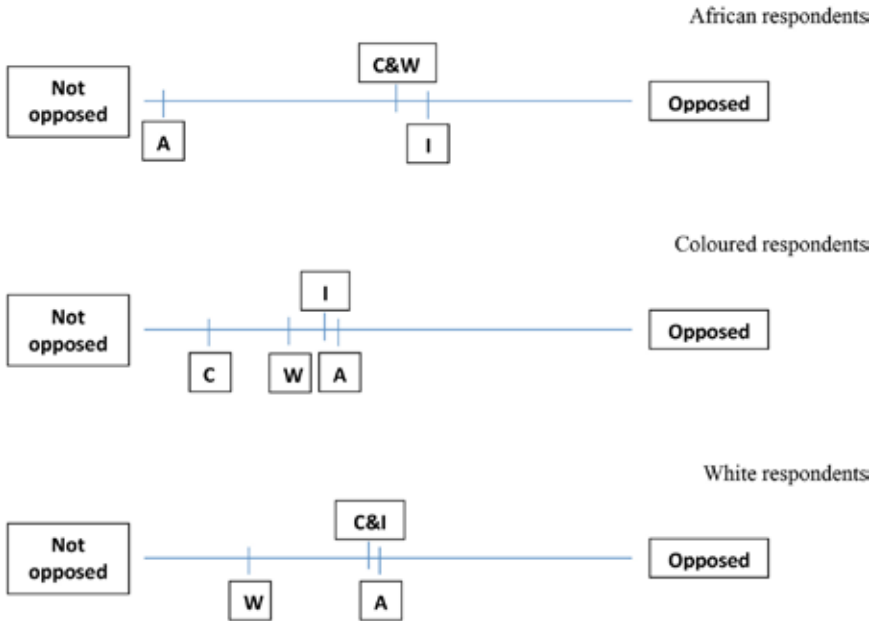 African respondents
C&W
Not
opposed
Opposed
A
I
Coloured respondents
I
Not
opposed
Opposed
C
W
A
White respondents
C&I
Not
opposed
Opposed
W
A